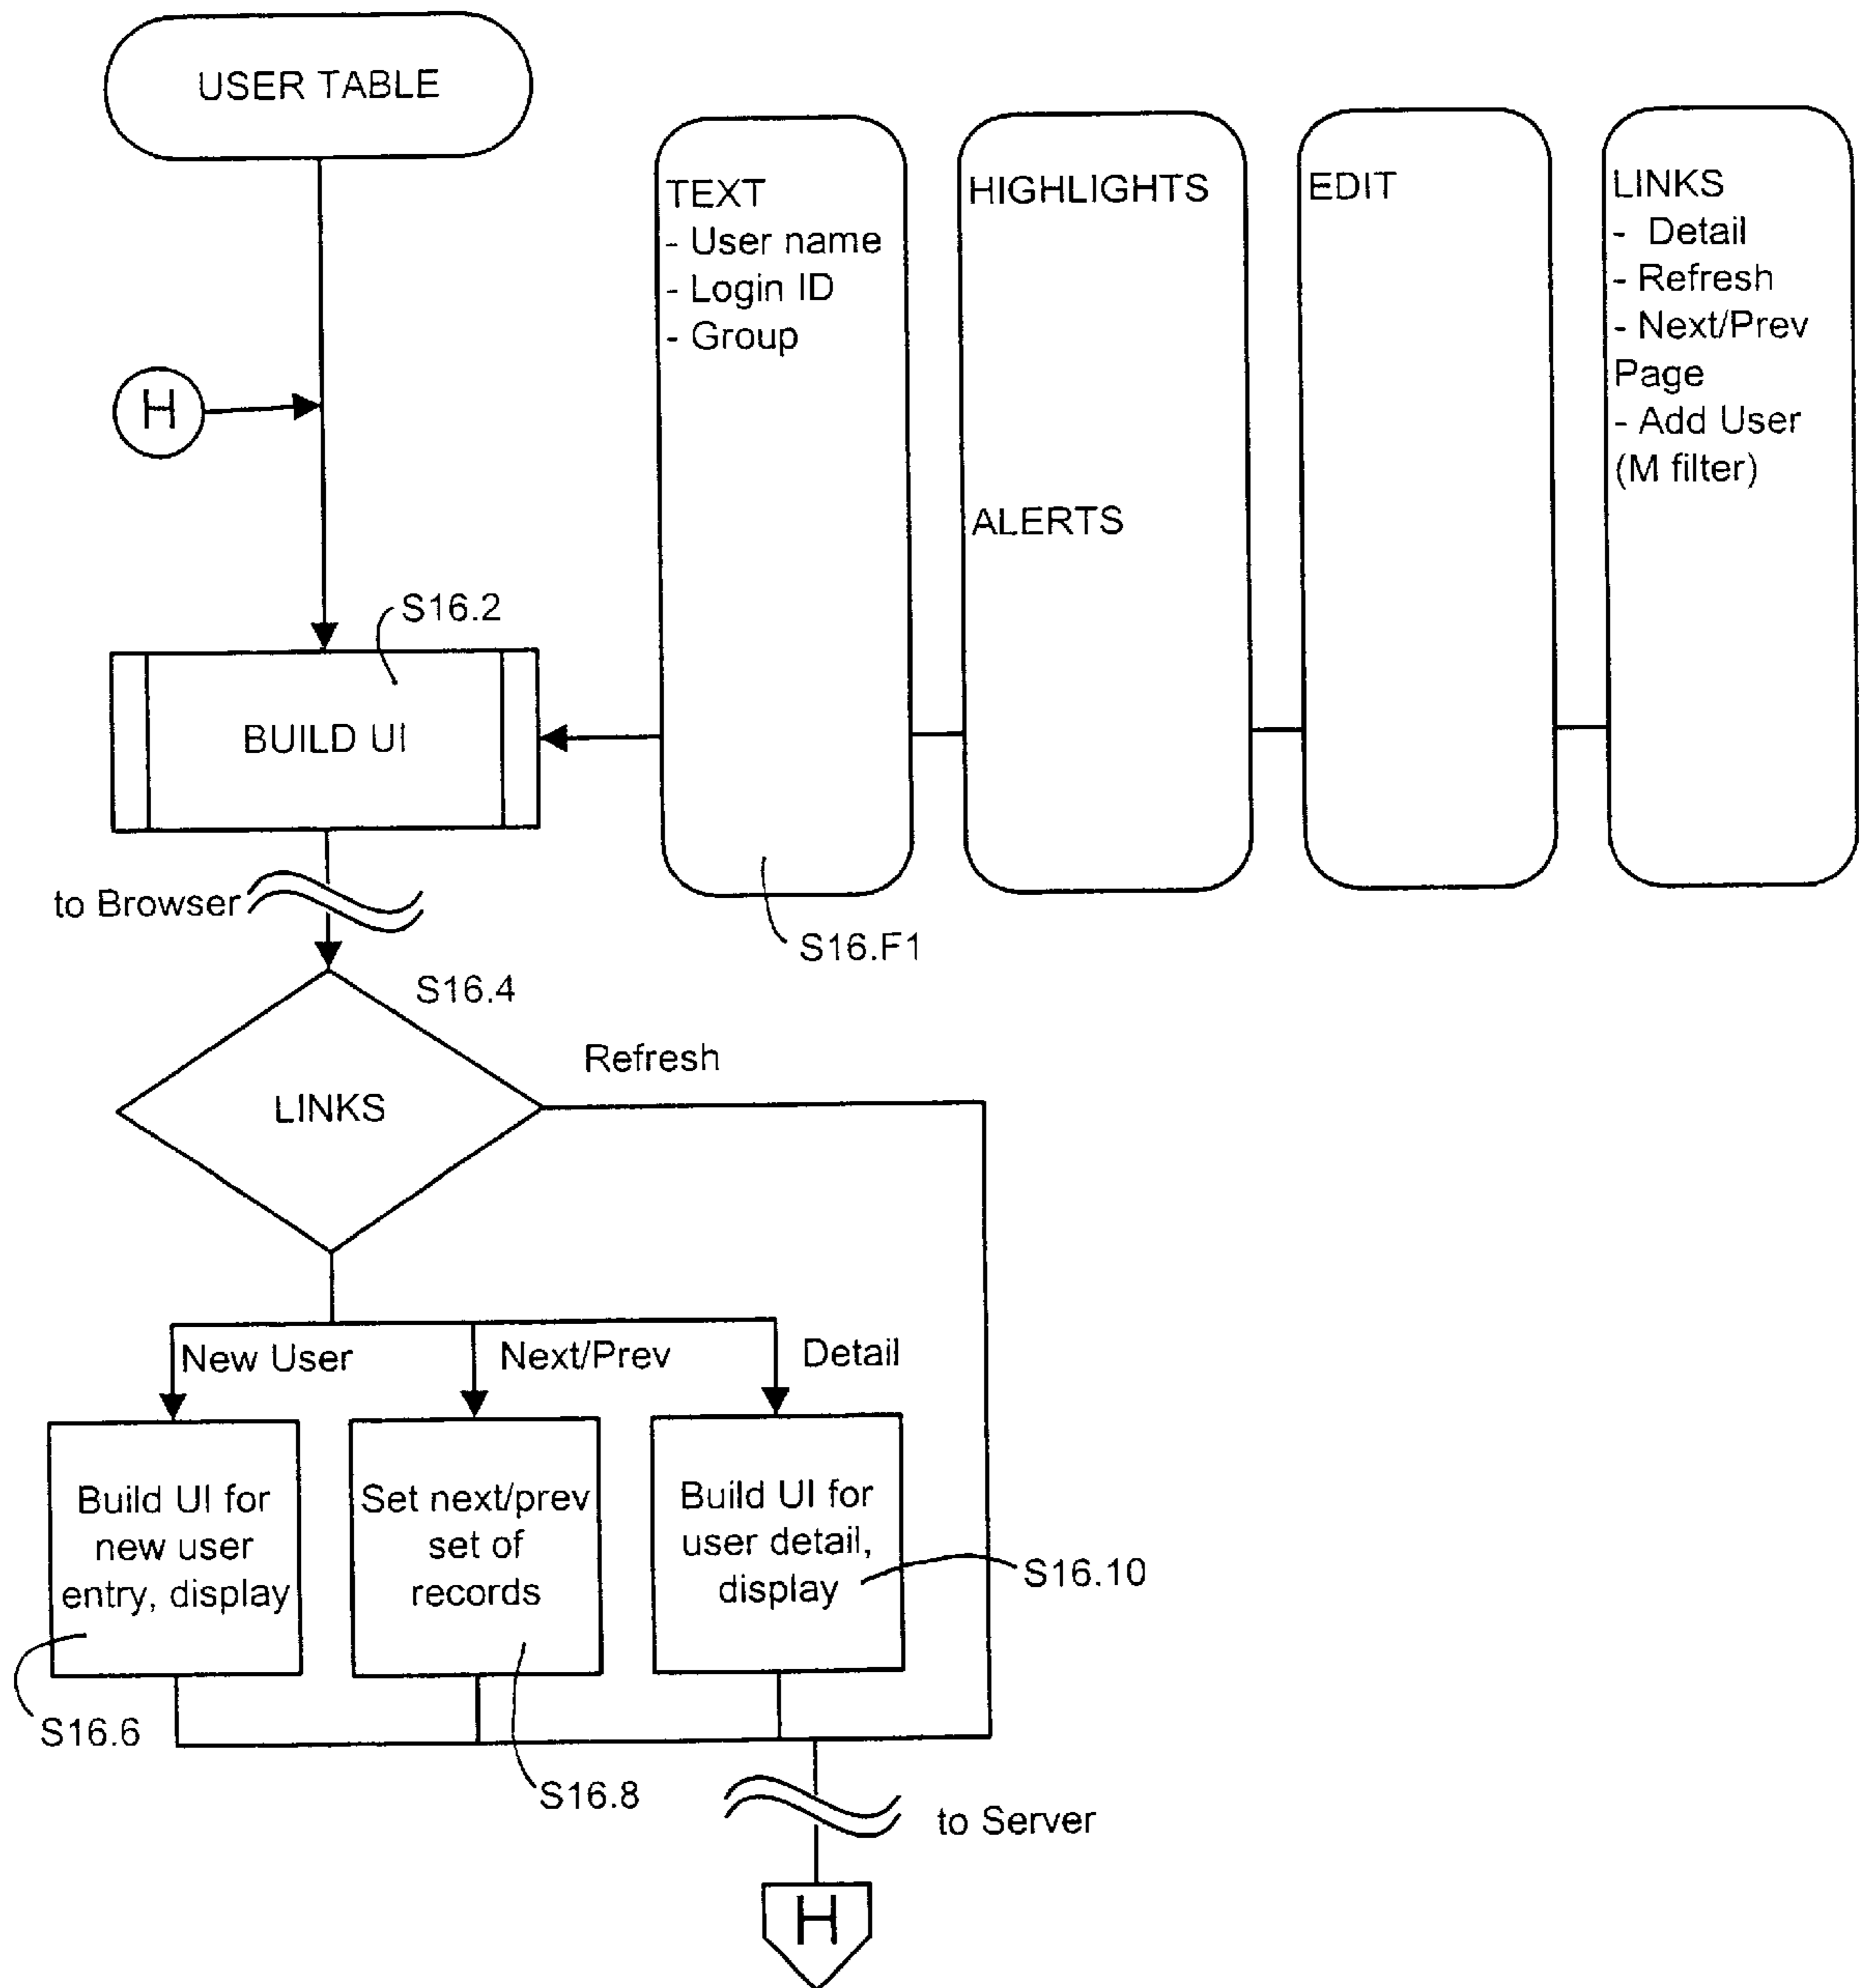 USER TABLE
TEXT
- User name
- Login ID
- Group
HIGHLIGHTS
ALERTS
EDIT
LINKS
- Detail
- Refresh
- Next/Prev
Page
- Add User
(M filter)
H
S16.2
BUILD UI
to Browser
S16.F1
S16.4
Refresh
LINKS
New User
Next/Prev
Detail
Build UI for
new user
entry, display
Set next/prev
set of
records
Build UI for
user detail,
display
S16.10
S16.6
S16.8
to Server
H